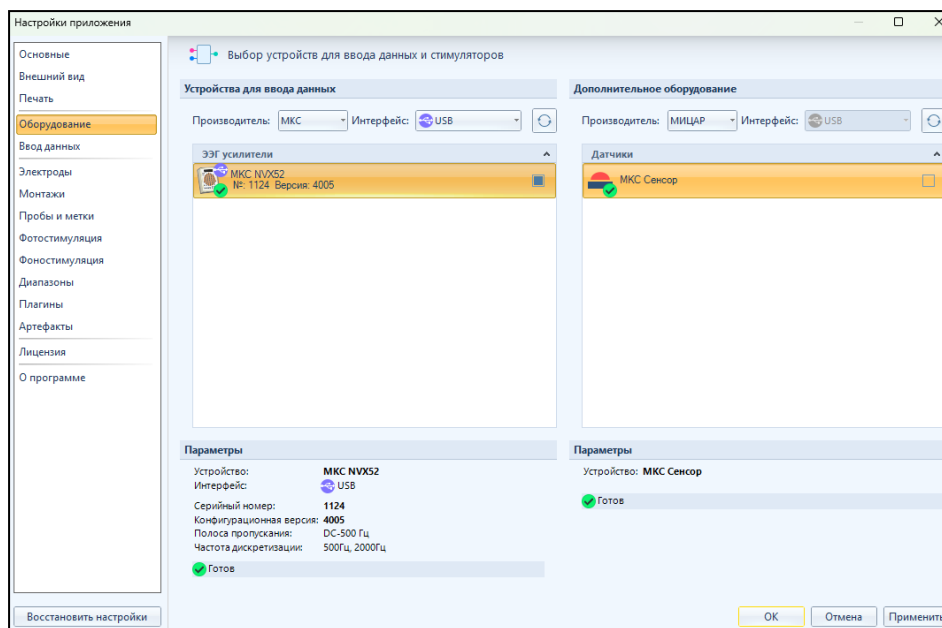 Настройки приложения
Основные
Внешний вид
Печать
Оборудование
Ввод данных
Электроды
Монтажи
Пробы и метки
Фотостимуляция
Фоностимуляция
Диапазоны
Плагины
Артефакты
Лицензия
О программе
Восстановить настройки
Выбор устройств для ввода данных и стимуляторов
Устройства для ввода данных
Производитель: МКС Интерфейс: USB
ЭЭГ усилители
МКС NVX52
№: 1124 Версия: 4005
Параметры
Устройство: МКС NVX52
Интерфейс: USB
Серийный номер: 1124
Конфигурационная версия: 4005
Полоса пропускания: DC-500 Гц
Частота дискретизации: 500Гц, 2000Гц
Готов
Дополнительное оборудование
Производитель: МИЦАР Интерфейс: USB
Датчики
МКС Сенсор
Параметры
Устройство: МКС Сенсор
Готов
ОК Отмена Применить